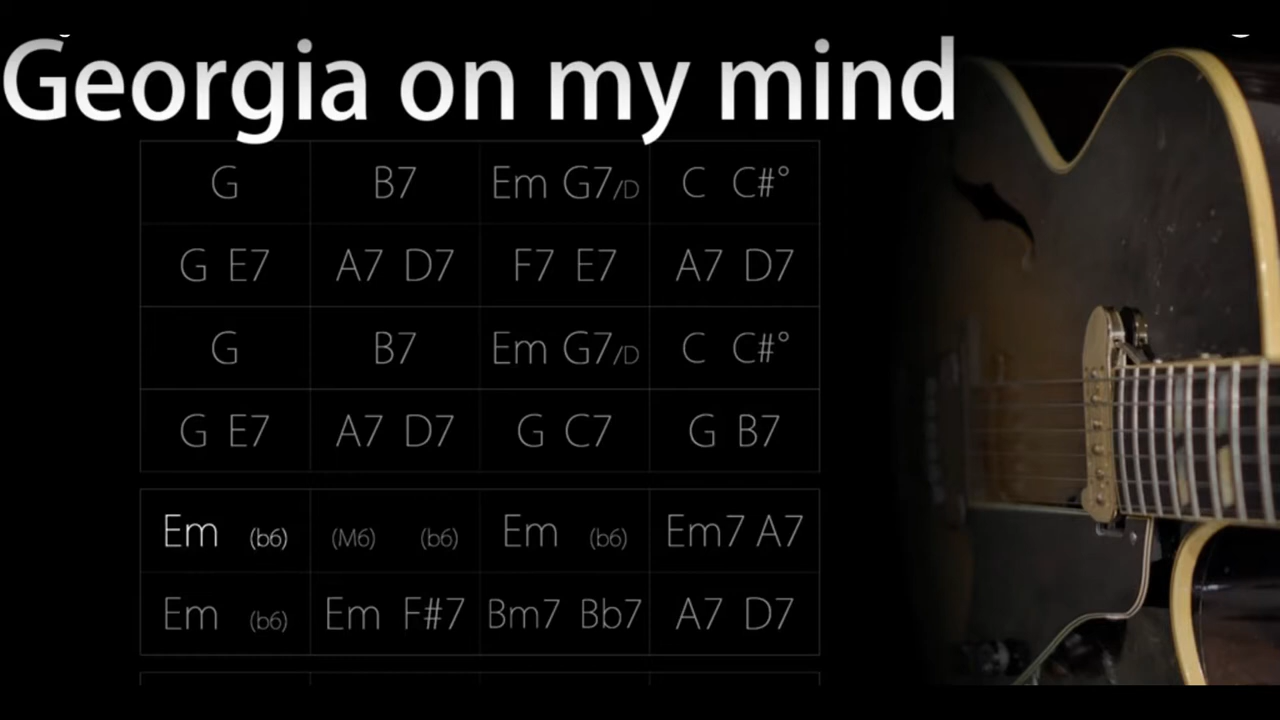 Georgia on my mind
G B7 Em G7/D C C#°
G E7 A7 D7 F7 E7 A7 D7
G B7 Em G7/D C C#°
G E7 A7 D7 G C7 G B7
Em (b6) (M6) (b6) Em (b6) Em7 A7
Em (b6) Em F#7 Bm7 Bb7 A7 D7